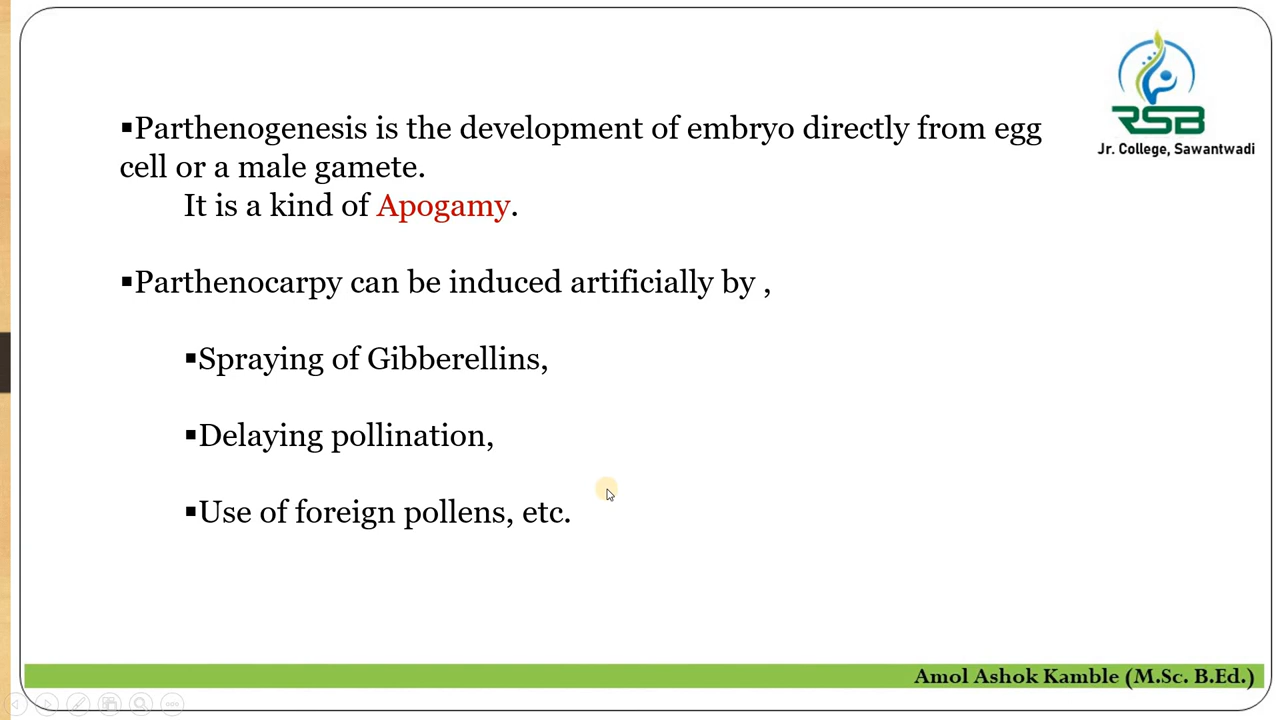 ▪Parthenogenesis is the development of embryo directly from egg
cell or a male gamete.
It is a kind of Apogamy.
▪Parthenocarpy can be induced artificially by ,
▪Spraying of Gibberellins,
▪Delaying pollination,
▪Use of foreign pollens, etc.
RSB
Jr. College, Sawantwadi
Amol Ashok Kamble (M.Sc. B.Ed.)